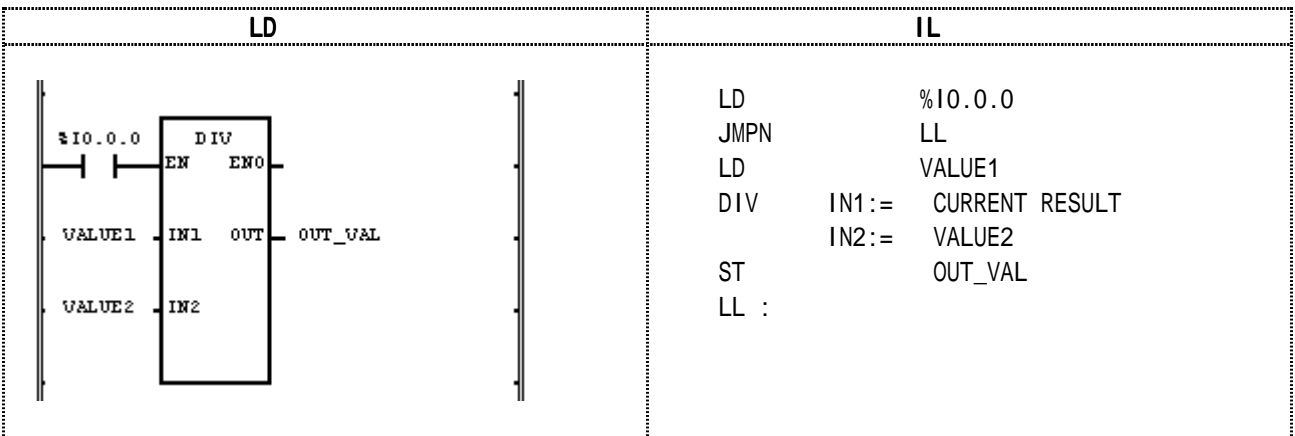 LD
%I0.0.0 DIV
EN ENO
VALUE1 IN1 OUT OUT_VAL
VALUE2 IN2
IL
LD %I0.0.0
JMPN LL
LD VALUE1
DIV IN1:= CURRENT RESULT
IN2:= VALUE2
ST OUT_VAL
LL :